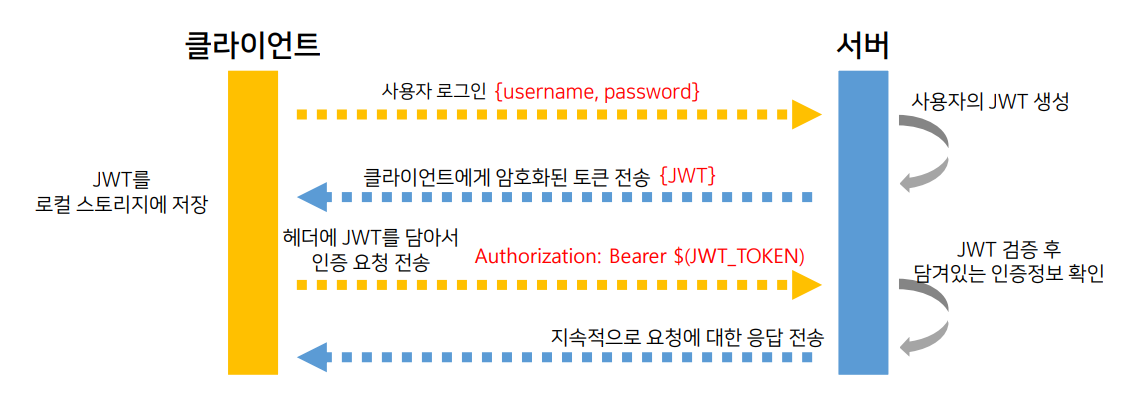 클라이언트
서버
사용자 로그인 {username, password}
사용자의 JWT 생성
클라이언트에게 암호화된 토큰 전송 {JWT}
JWT를
로컬 스토리지에 저장
헤더에 JWT를 담아서
인증 요청 전송
Authorization: Bearer $(JWT_TOKEN)
JWT 검증 후
담겨있는 인증정보 확인
지속적으로 요청에 대한 응답 전송